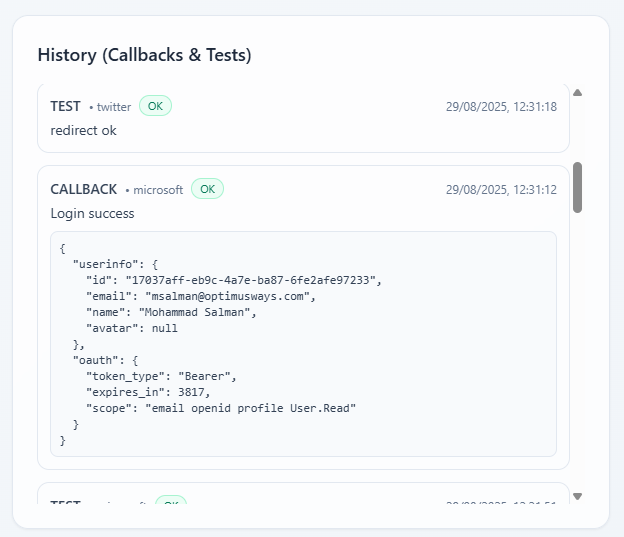 History (Callbacks & Tests)
TEST • twitter OK 29/08/2025, 12:31:18
redirect ok
CALLBACK • microsoft OK 29/08/2025, 12:31:12
Login success
{
  "userinfo": {
    "id": "17037aff-eb9c-4a7e-ba87-6fe2afe97233",
    "email": "msalman@optimusways.com",
    "name": "Mohammad Salman",
    "avatar": null
  },
  "oauth": {
    "token_type": "Bearer",
    "expires_in": 3817,
    "scope": "email openid profile User.Read"
  }
}
TEST OK